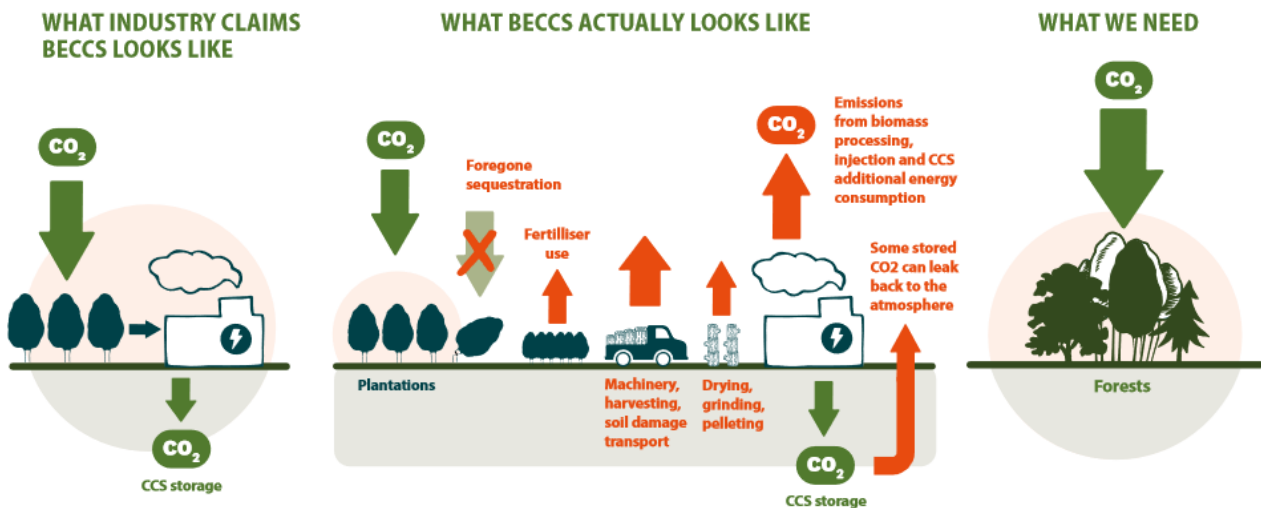 WHAT INDUSTRY CLAIMS
BECCS LOOKS LIKE
CO₂
CO₂
CCS storage
WHAT BECCS ACTUALLY LOOKS LIKE
CO₂
Foregone
sequestration
Plantations
Fertilliser
use
Machinery,
harvesting,
soil damage
transport
Drying,
grinding,
pelleting
CO₂
Emissions
from biomass
processing,
injection and CCS
additional energy
consumption
Some stored
CO2 can leak
back to the
atmosphere
CO₂
CCS storage
WHAT WE NEED
CO₂
Forests